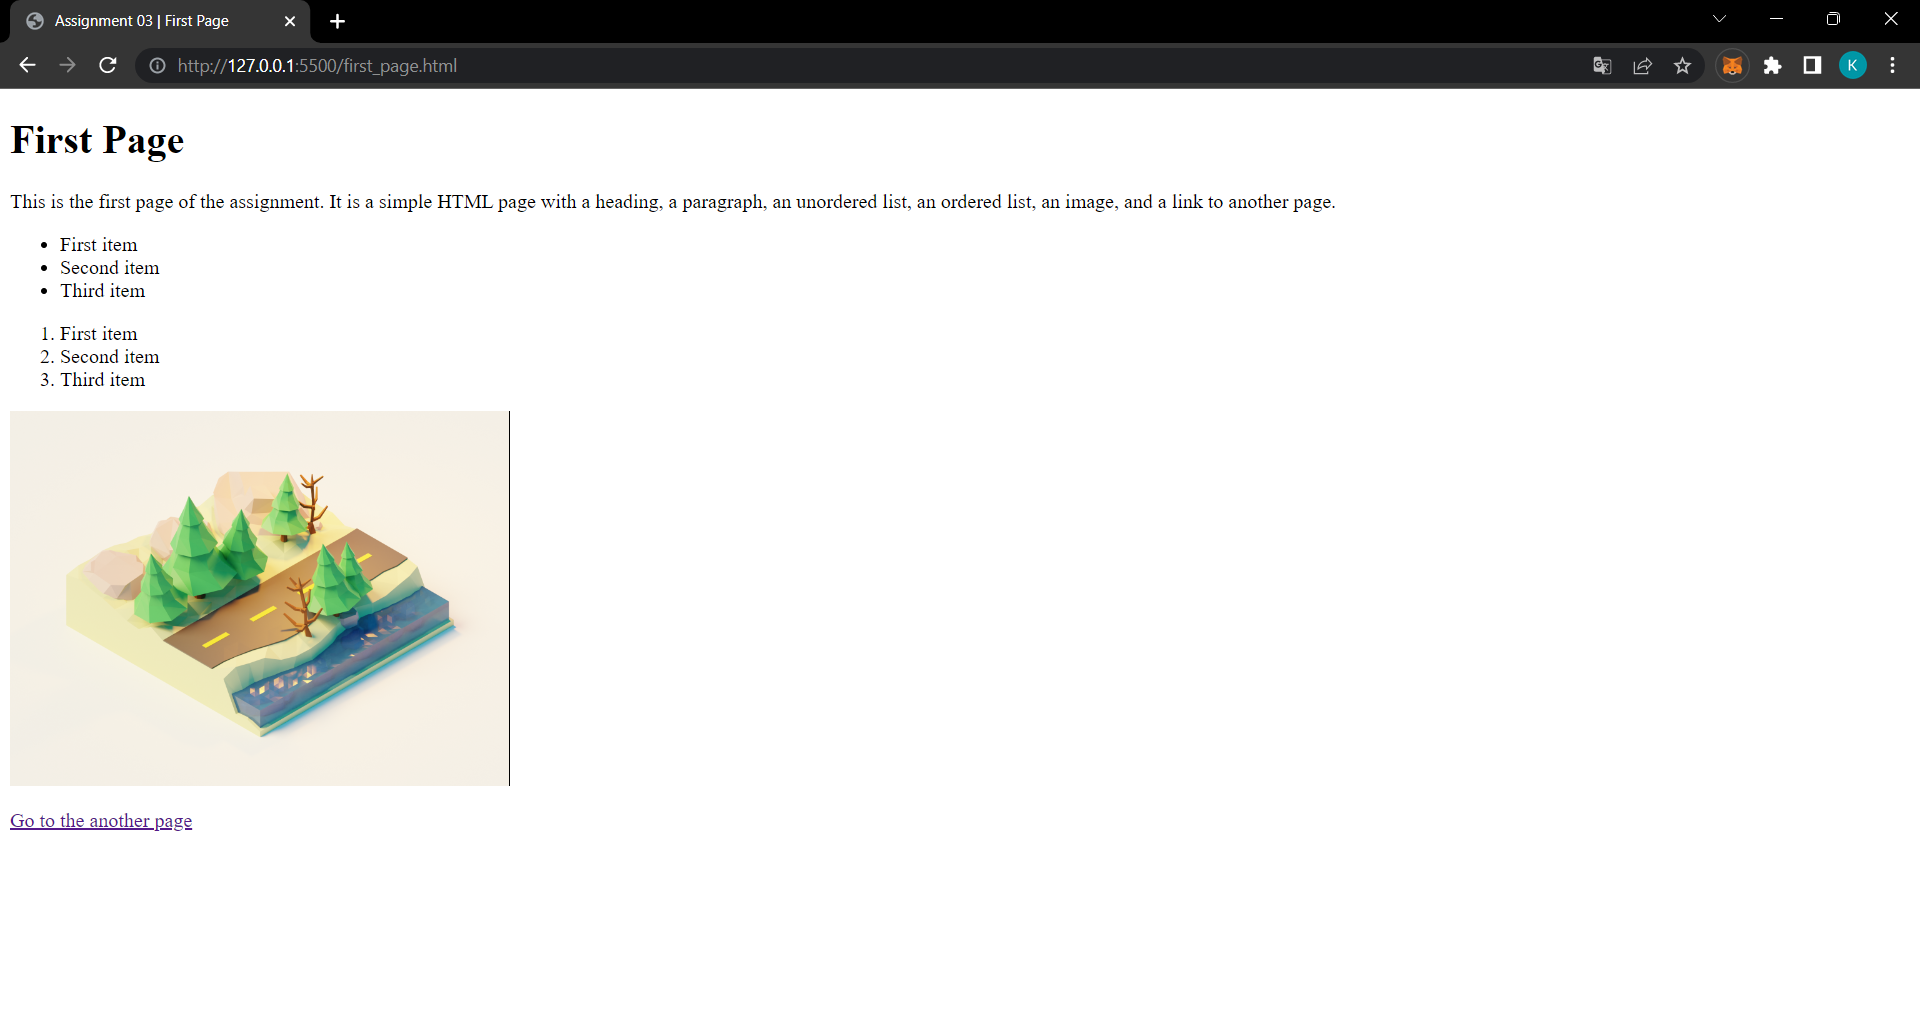 Assignment 03 | First Page
http://127.0.0.1:5500/first_page.html
K
First Page
This is the first page of the assignment. It is a simple HTML page with a heading, a paragraph, an unordered list, an ordered list, an image, and a link to another page.
• First item
• Second item
• Third item
1. First item
2. Second item
3. Third item
Go to the another page